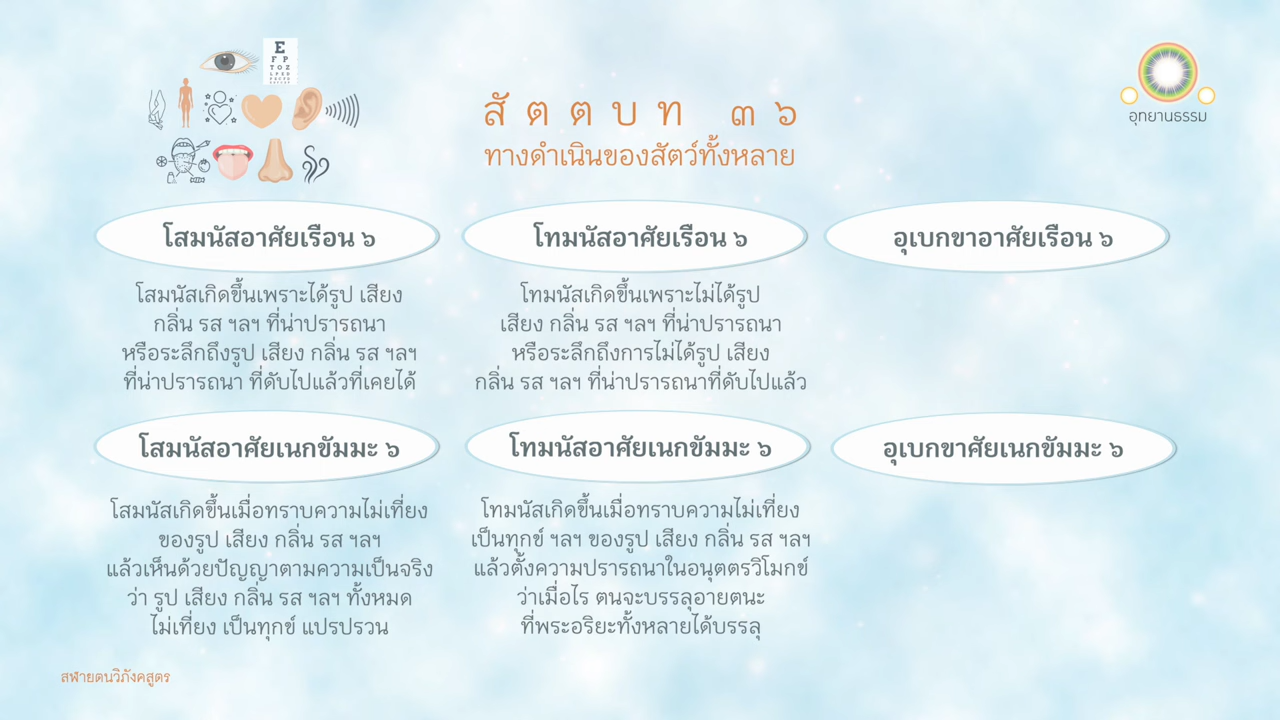 E
F P
T O Z
L P E D
อุทยานธรรม
สัตตบท ๓๖
ทางดำเนินของสัตว์ทั้งหลาย
โสมนัสอาศัยเรือน ๖
โสมนัสเกิดขึ้นเพราะได้รูป เสียง
กลิ่น รส ฯลฯ ที่น่าปรารถนา
หรือระลึกถึงรูป เสียง กลิ่น รส ฯลฯ
ที่น่าปรารถนา ที่ดับไปแล้วที่เคยได้
โทมนัสอาศัยเรือน ๖
โทมนัสเกิดขึ้นเพราะไม่ได้รูป
เสียง กลิ่น รส ฯลฯ ที่น่าปรารถนา
หรือระลึกถึงการไม่ได้รูป เสียง
กลิ่น รส ฯลฯ ที่น่าปรารถนาที่ดับไปแล้ว
อุเบกขาอาศัยเรือน ๖
โสมนัสอาศัยเนกขัมมะ ๖
โสมนัสเกิดขึ้นเมื่อทราบความไม่เที่ยง
ของรูป เสียง กลิ่น รส ฯลฯ
แล้วเห็นด้วยปัญญาตามความเป็นจริง
ว่า รูป เสียง กลิ่น รส ฯลฯ ทั้งหมด
ไม่เที่ยง เป็นทุกข์ แปรปรวน
โทมนัสอาศัยเนกขัมมะ ๖
โทมนัสเกิดขึ้นเมื่อทราบความไม่เที่ยง
เป็นทุกข์ ฯลฯ ของรูป เสียง กลิ่น รส ฯลฯ
แล้วตั้งความปรารถนาในอนุตตรวิโมกข์
ว่าเมื่อไร ตนจะบรรลุอายตนะ
ที่พระอริยะทั้งหลายได้บรรลุ
อุเบกขาศัยเนกขัมมะ ๖
สฬายตนวิภังคสูตร